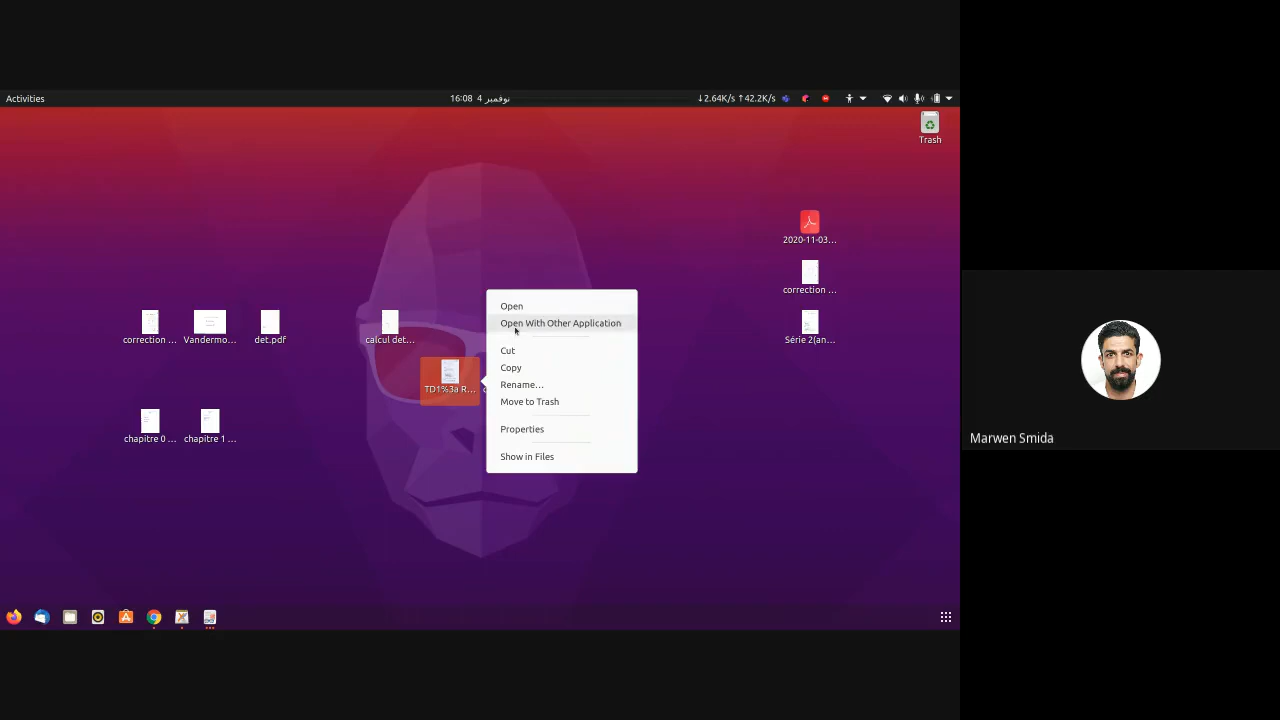 Activities
16:08 4 نوفمبر
↓2.64K/s ↑42.2K/s
Trash
2020-11-03...
correction ...
Série 2(an...
correction ...
Vandermo...
det.pdf
calcul det...
TD1%3a R...
chapitre 0 ...
chapitre 1 ...
Open
Open With Other Application
Cut
Copy
Rename...
Move to Trash
Properties
Show in Files
Marwen Smida